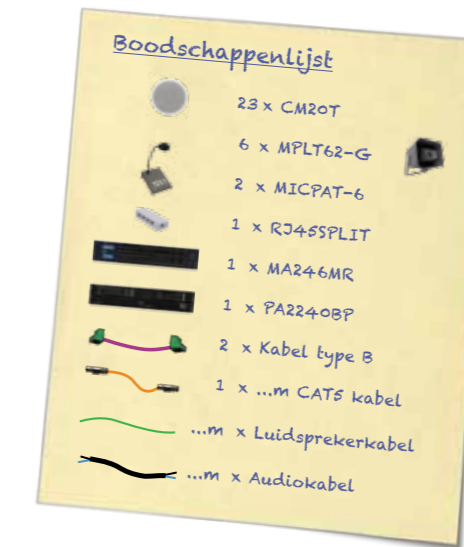 Boodschappenlijst
23 x CM20T
6 x MPLT62-G
2 x MICPAT-6
1 x RJ45SPLIT
1 x MA246MR
1 x PA2240BP
2 x Kabel type B
1 x ...m CAT5 kabel
...m x Luidsprekerkabel
...m x Audiokabel